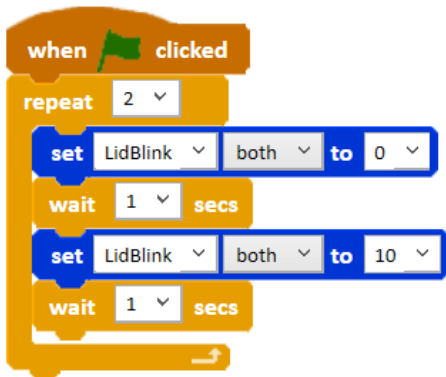 when clicked
repeat 2
set LidBlink both to 0
wait 1 secs
set LidBlink both to 10
wait 1 secs